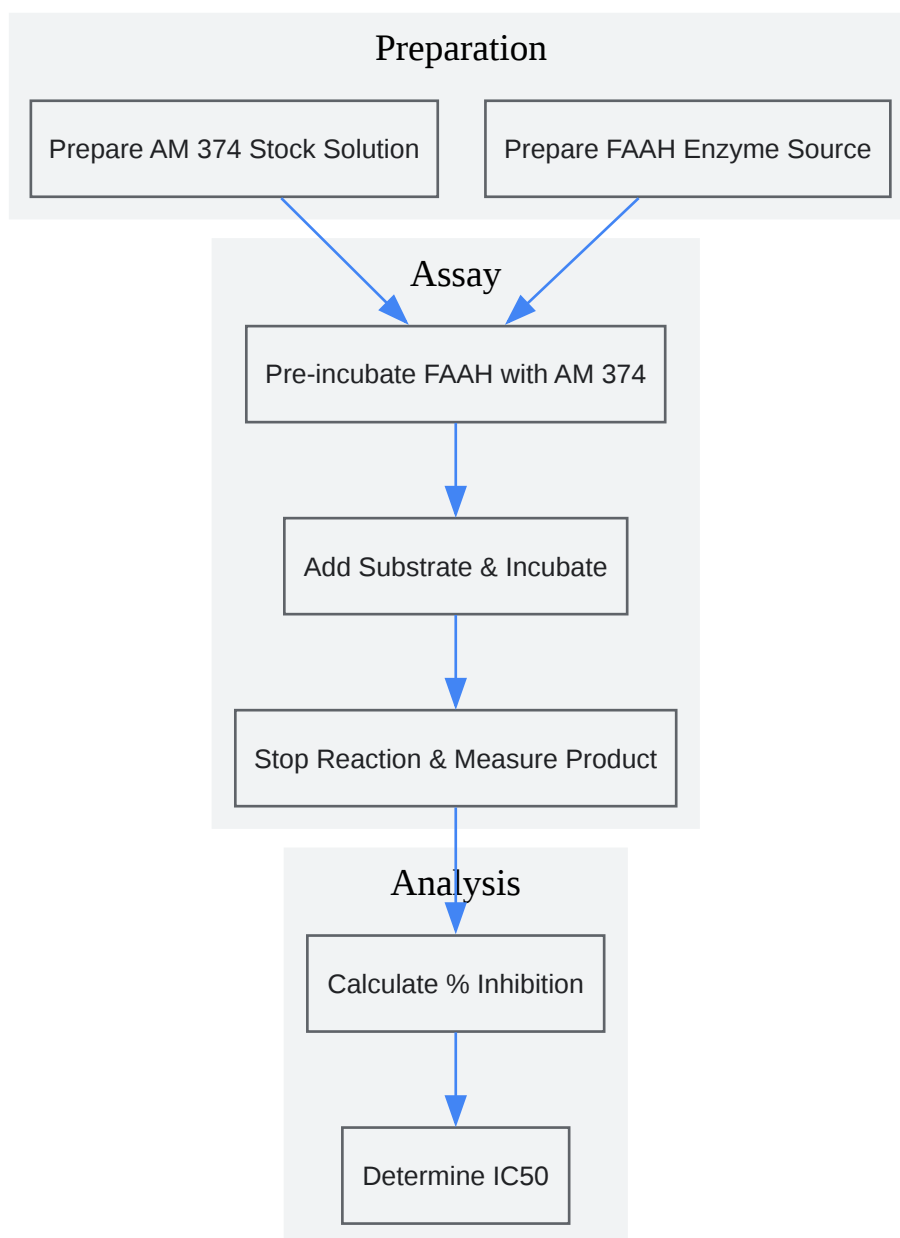 Preparation
Prepare AM 374 Stock Solution
Prepare FAAH Enzyme Source
Assay
Pre-incubate FAAH with AM 374
Add Substrate & Incubate
Stop Reaction & Measure Product
Analysis
Calculate % Inhibition
Determine IC50